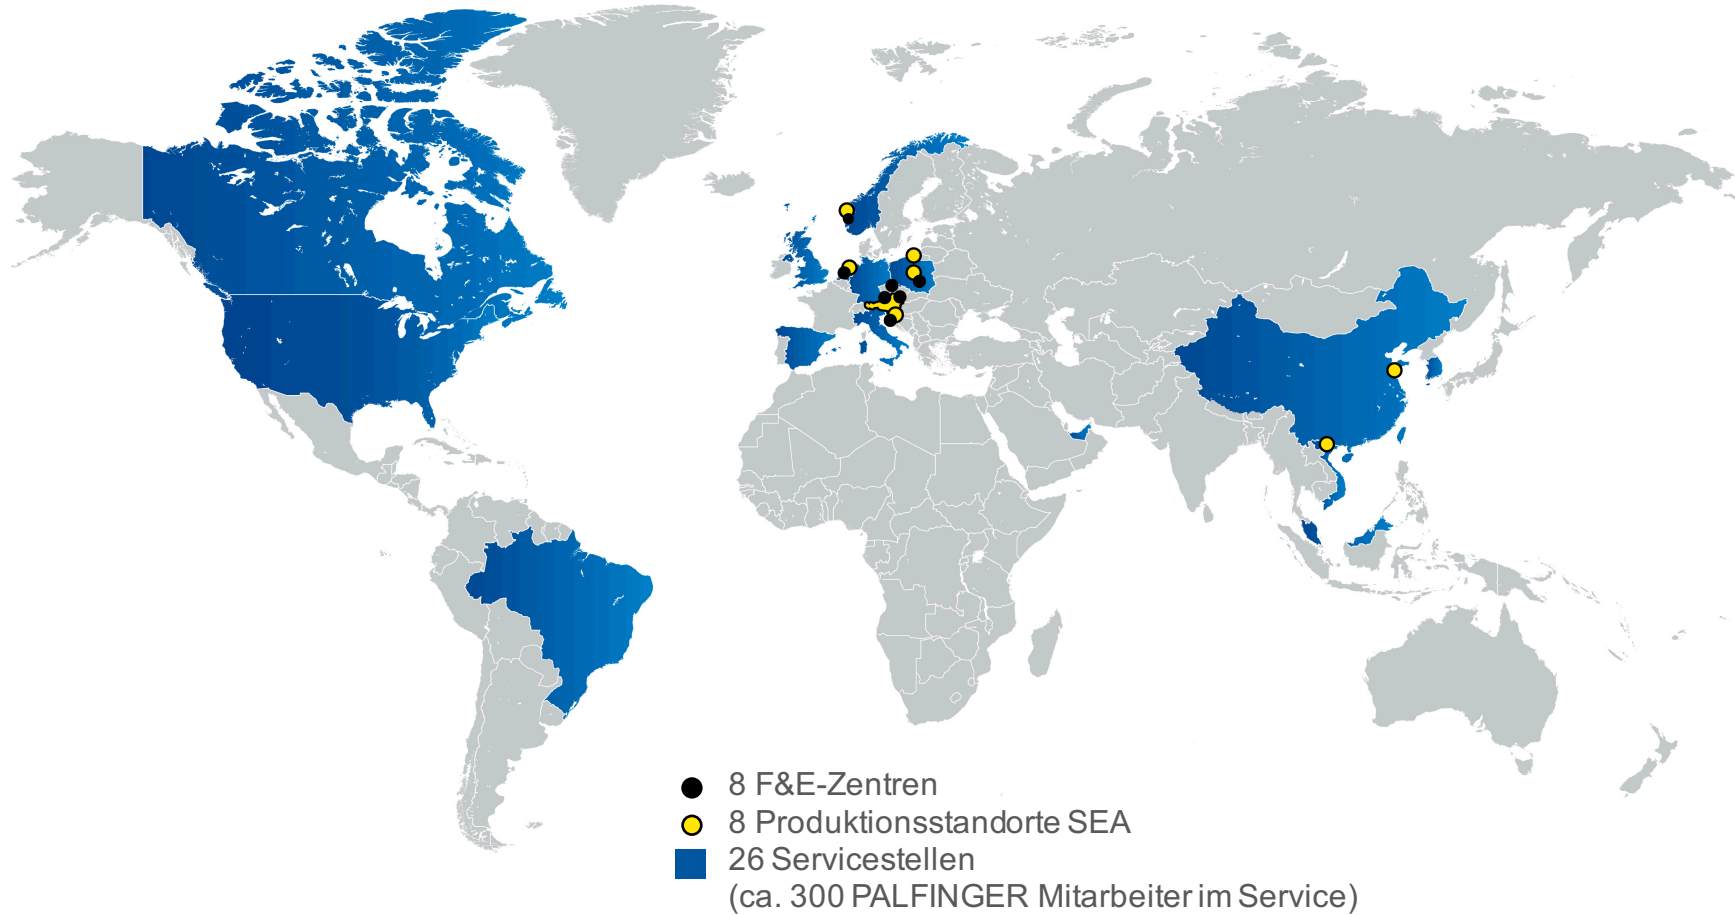 8 F&E-Zentren
8 Produktionsstandorte SEA
26 Servicestellen
(ca. 300 PALFINGER Mitarbeiter im Service)